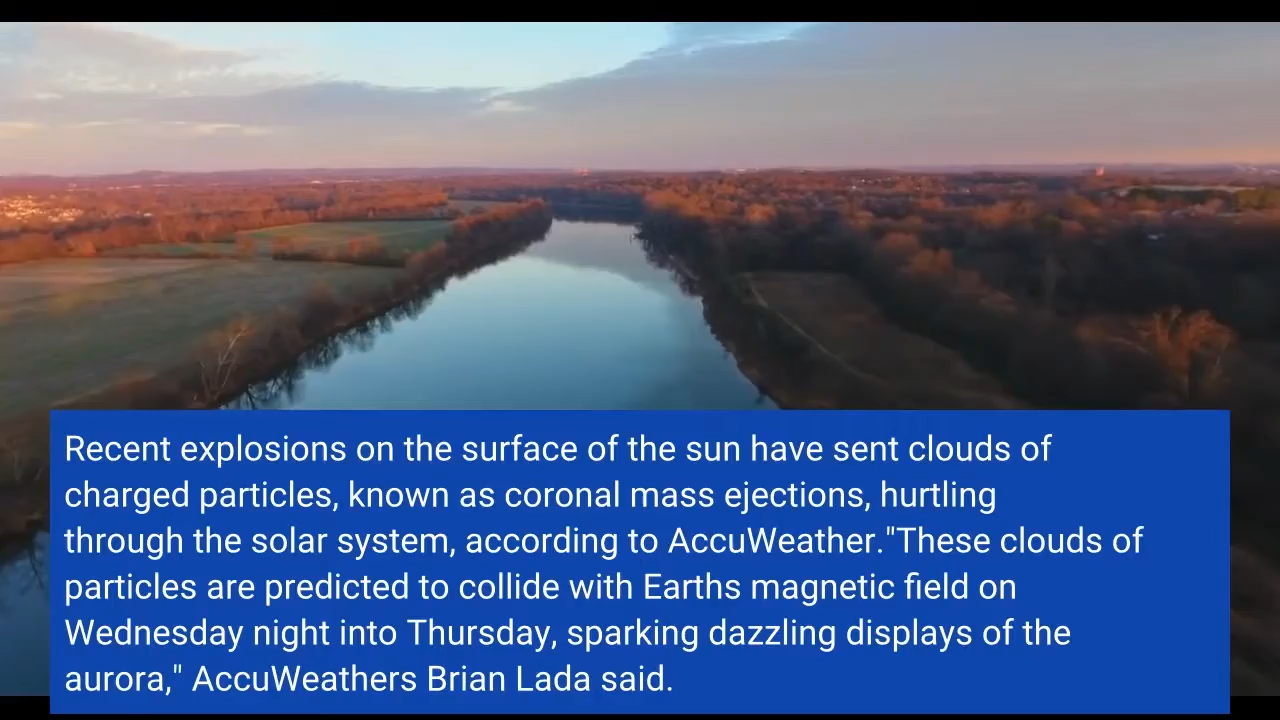 Recent explosions on the surface of the sun have sent clouds of
charged particles, known as coronal mass ejections, hurtling
through the solar system, according to AccuWeather."These clouds of
particles are predicted to collide with Earths magnetic field on
Wednesday night into Thursday, sparking dazzling displays of the
aurora," AccuWeathers Brian Lada said.